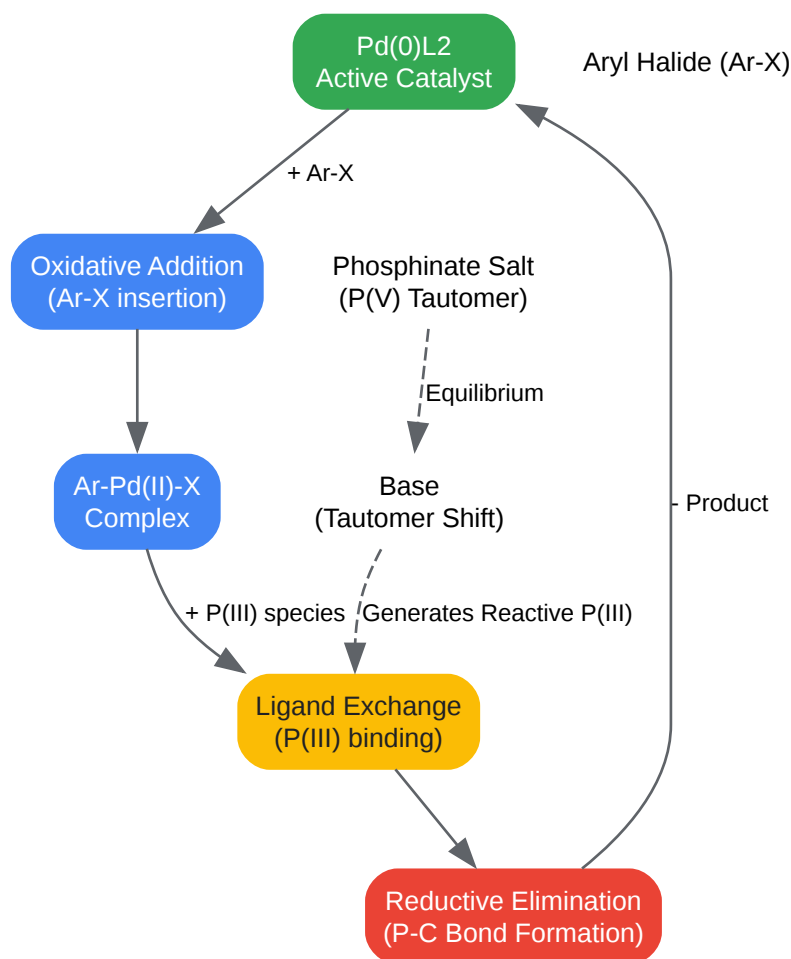 Pd(0)L2
Active Catalyst
Aryl Halide (Ar-X)
+ Ar-X
Oxidative Addition
(Ar-X insertion)
Phosphinate Salt
(P(V) Tautomer)
Equilibrium
Ar-Pd(II)-X
Complex
Base
(Tautomer Shift)
- Product
+ P(III) species
Generates Reactive P(III)
Ligand Exchange
(P(III) binding)
Reductive Elimination
(P-C Bond Formation)